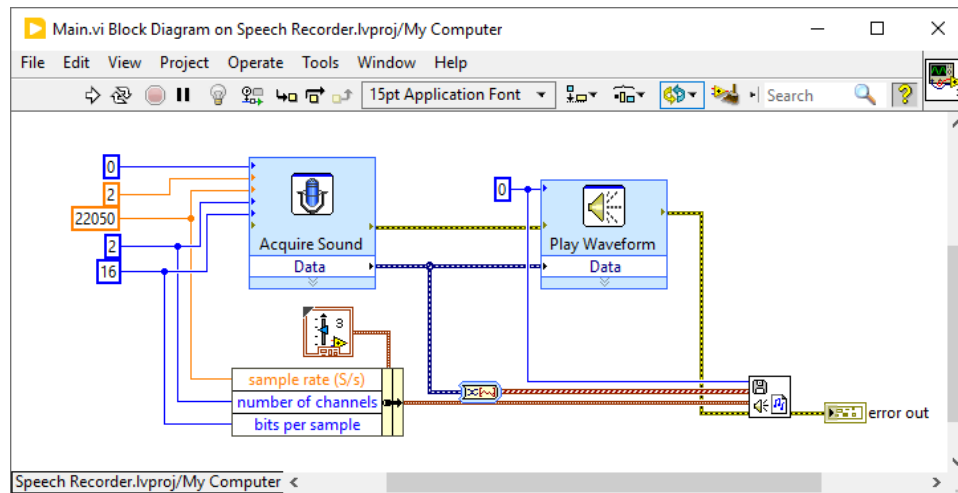 Main.vi Block Diagram on Speech Recorder.lvproj/My Computer
File Edit View Project Operate Tools Window Help
15pt Application Font
Search
?
0
2
22050
2
16
Acquire Sound
Data
0
Play Waveform
Data
3
sample rate (S/s)
number of channels
bits per sample
error out
Speech Recorder.lvproj/My Computer